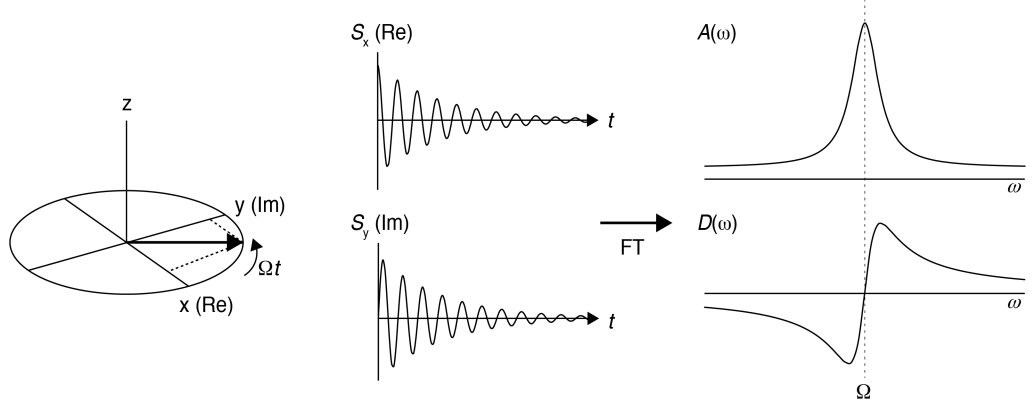 z
y (Im)
Ωt
x (Re)
Sx (Re)
t
Sy (Im)
t
FT
A(ω)
ω
D(ω)
ω
Ω